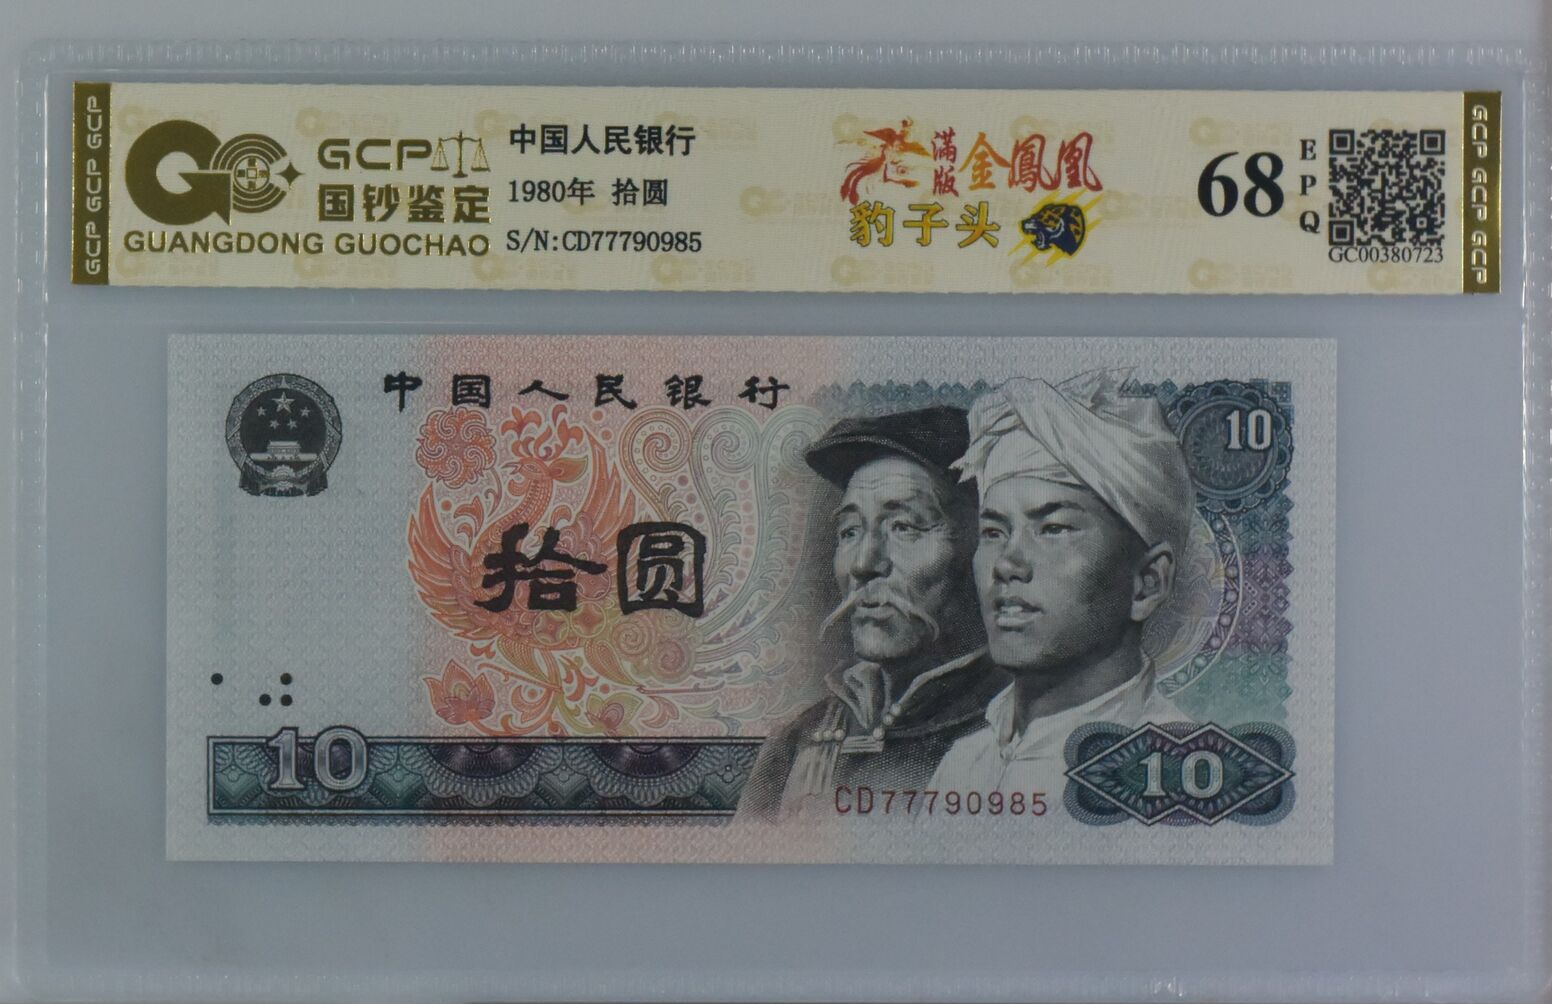 GCP GCP GCP
GCP
国钞鉴定
GUANGDONG GUOCHAO
中国人民银行
1980年 拾圆
S/N:CD77790985
满版 金鳳凰
豹子头
68
EPQ
GC00380723
GCP GCP GCP
中国人民银行
10
拾圆
10
10
CD77790985